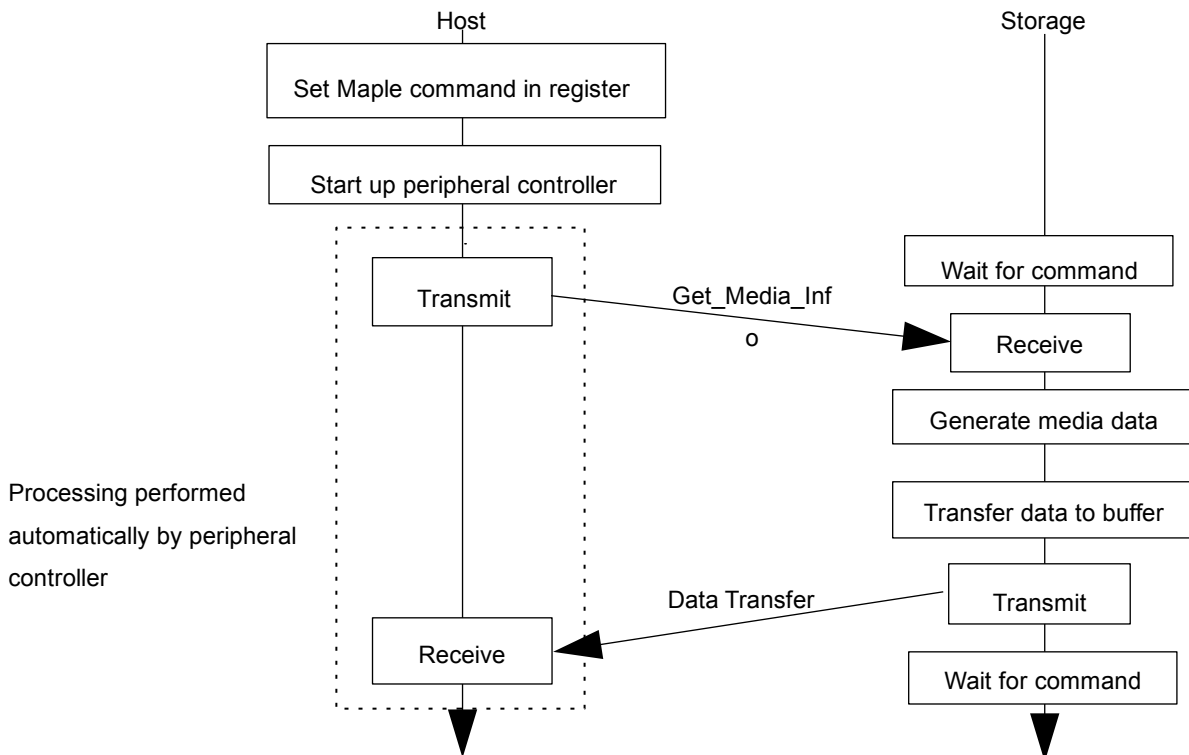 Host
Storage
Set Maple command in register
Start up peripheral controller
Wait for command
Transmit
Get_Media_Inf
o
Receive
Generate media data
Processing performed
automatically by peripheral
controller
Transfer data to buffer
Data Transfer
Transmit
Receive
Wait for command